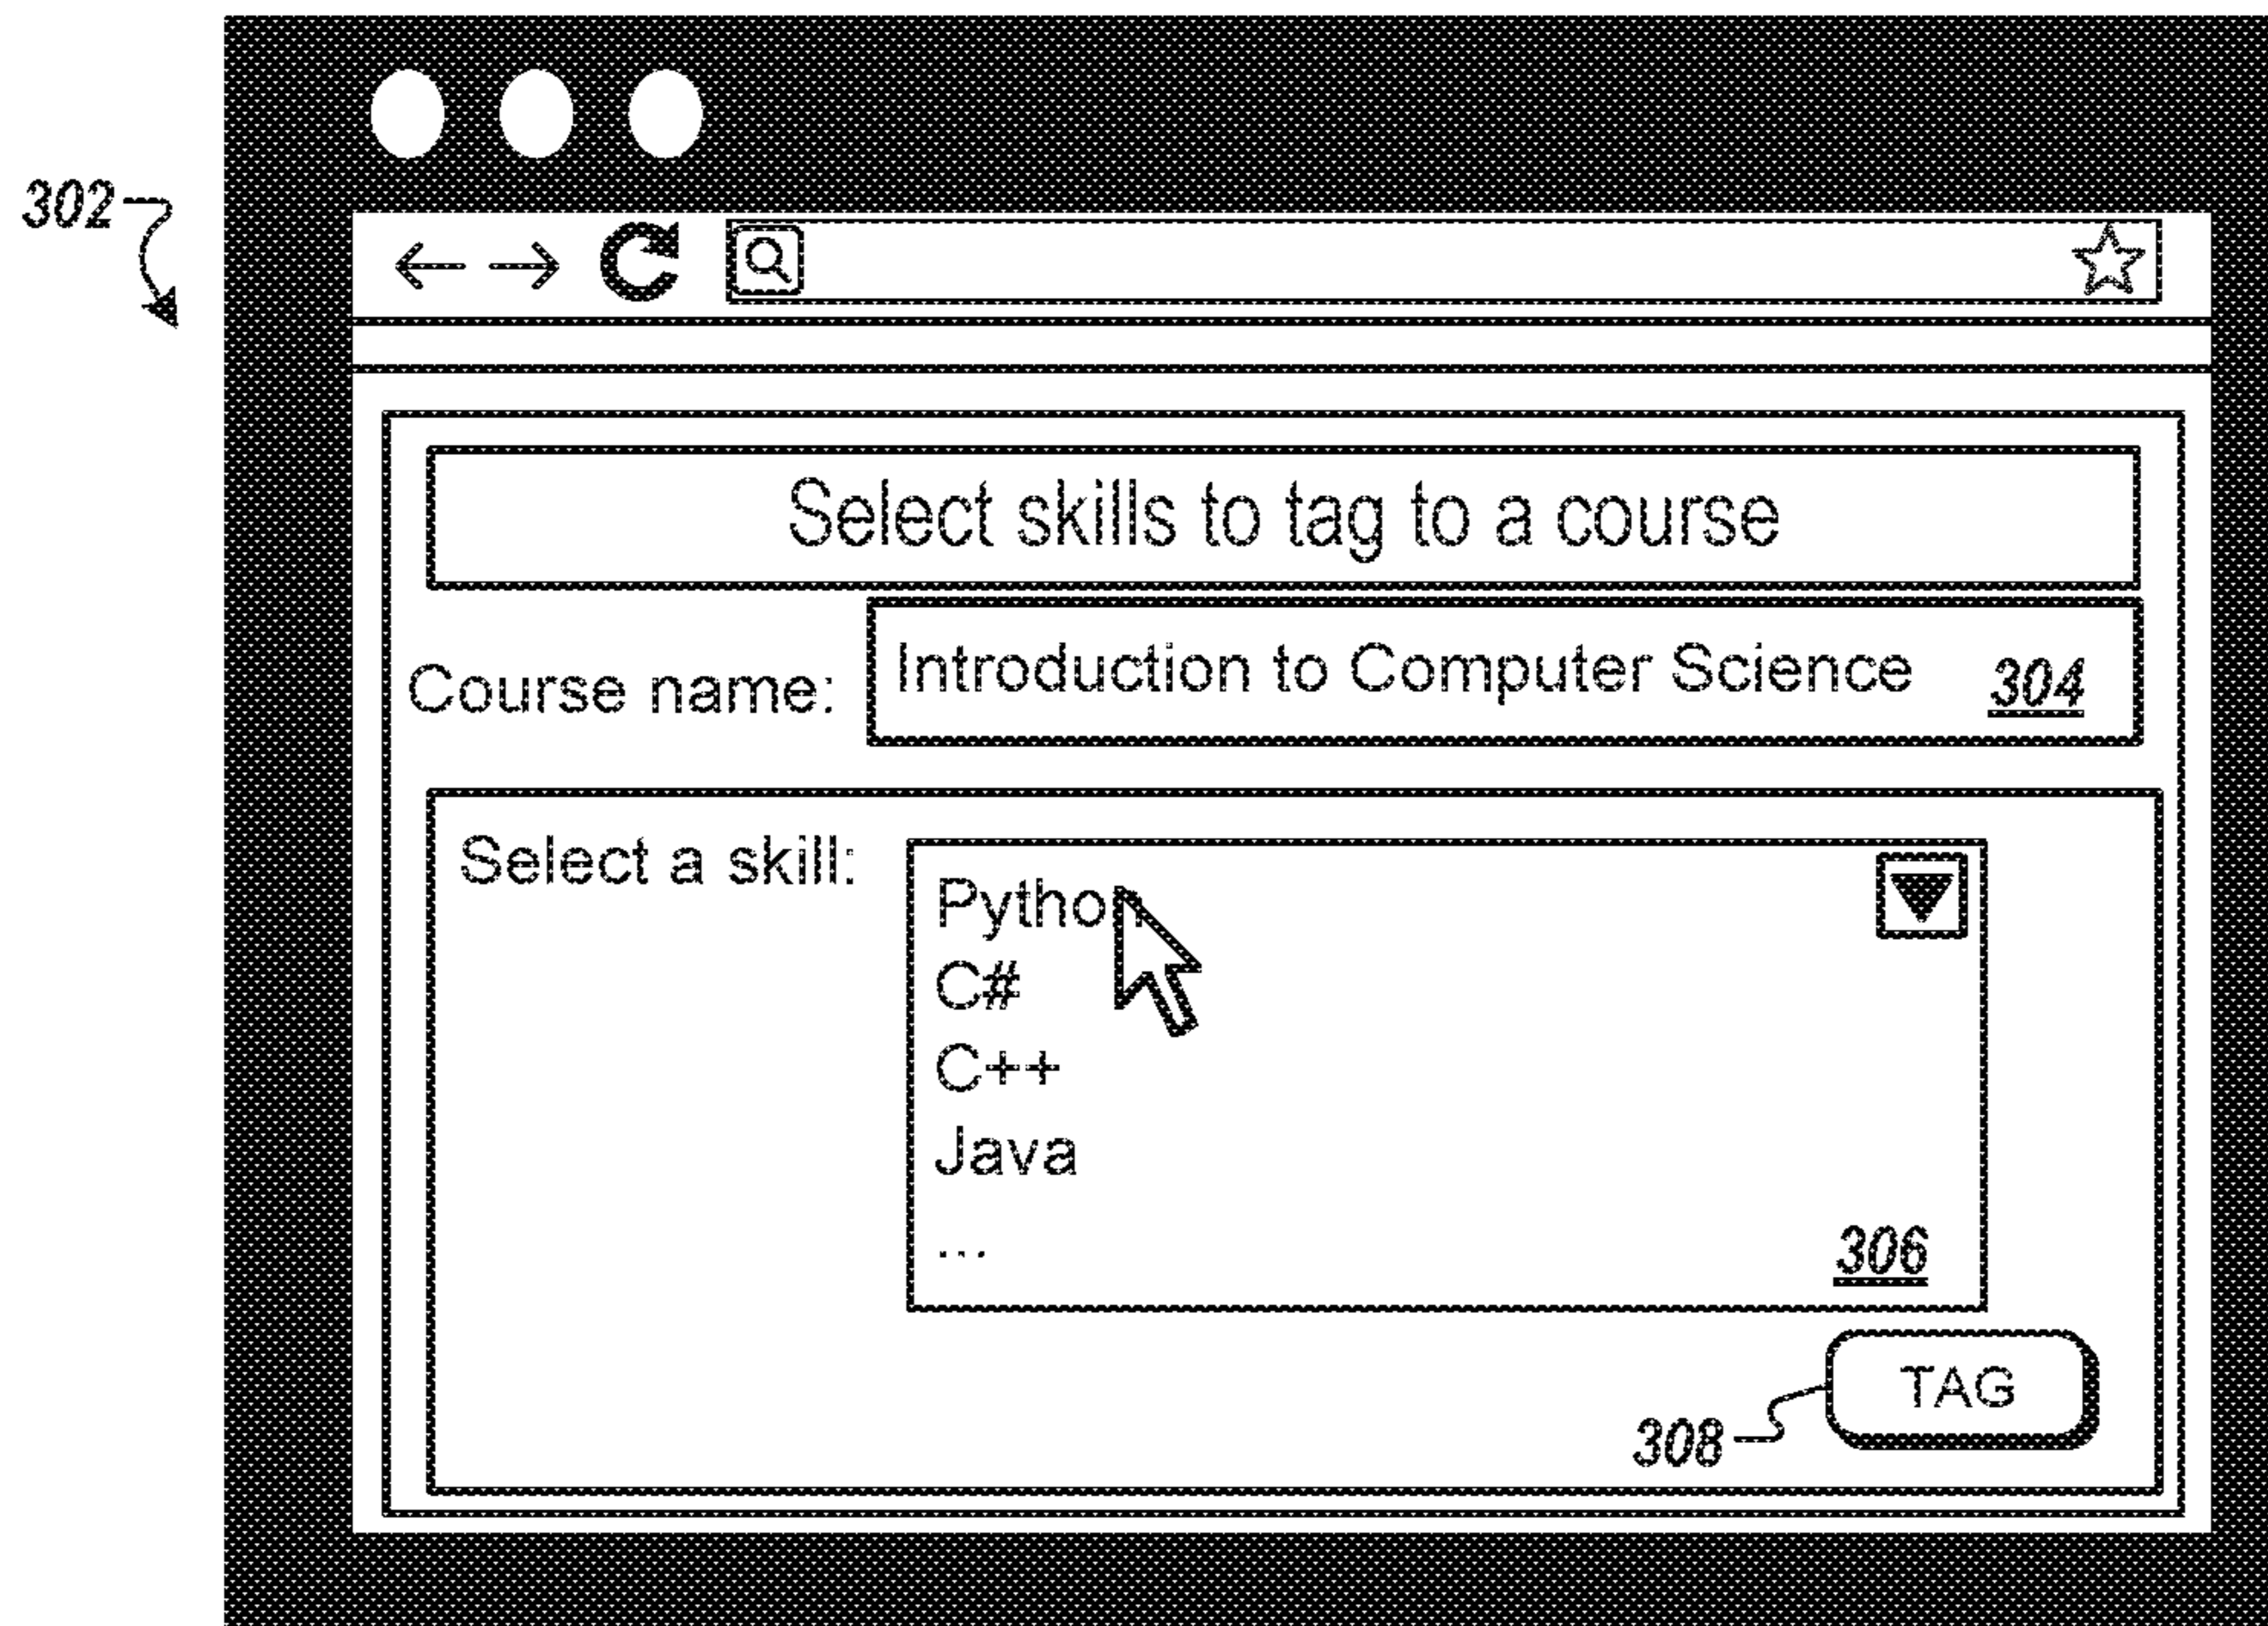 302
Select skills to tag to a course
Course name: Introduction to Computer Science 304
Select a skill:
Python
C#
C++
Java
...
306
TAG
308